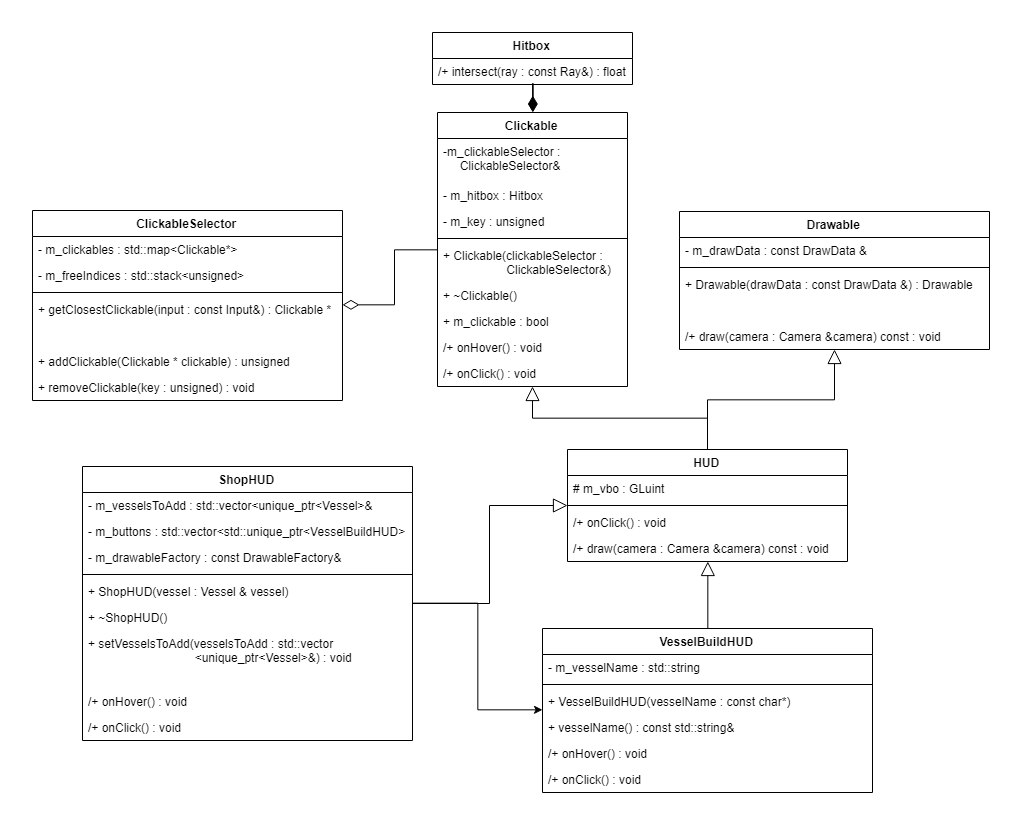 Hitbox
/+ intersect(ray : const Ray&) : float
Clickable
-m_clickableSelector :
ClickableSelector&
- m_hitbox : Hitbox
- m_key : unsigned
+ Clickable(clickableSelector :
ClickableSelector&)
+ ~Clickable()
+ m_clickable : bool
/+ onHover() : void
/+ onClick() : void
ClickableSelector
- m_clickables : std::map<Clickable*>
- m_freeIndices : std::stack<unsigned>
+ getClosestClickable(input : const Input&) : Clickable *
+ addClickable(Clickable * clickable) : unsigned
+ removeClickable(key : unsigned) : void
Drawable
- m_drawData : const DrawData &
+ Drawable(drawData : const DrawData &) : Drawable
/+ draw(camera : Camera &camera) const : void
HUD
# m_vbo : GLuint
/+ onClick() : void
/+ draw(camera : Camera &camera) const : void
ShopHUD
- m_vesselsToAdd : std::vector<unique_ptr<Vessel>&
- m_buttons : std::vector<std::unique_ptr<VesselBuildHUD>
- m_drawableFactory : const DrawableFactory&
+ ShopHUD(vessel : Vessel & vessel)
+ ~ShopHUD()
+ setVesselsToAdd(vesselsToAdd : std::vector
<unique_ptr<Vessel>&) : void
/+ onHover() : void
/+ onClick() : void
VesselBuildHUD
- m_vesselName : std::string
+ VesselBuildHUD(vesselName : const char*)
+ vesselName() : const std::string&
/+ onHover() : void
/+ onClick() : void